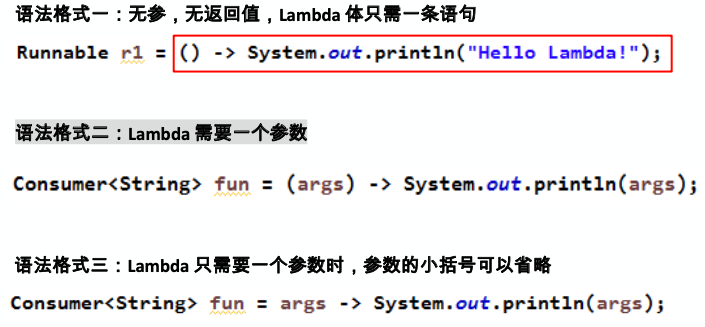 语法格式一：无参，无返回值，Lambda 体只需一条语句
Runnable r1 = () -> System.out.println("Hello Lambda!");
语法格式二：Lambda 需要一个参数
Consumer<String> fun = (args) -> System.out.println(args);
语法格式三：Lambda 只需要一个参数时，参数的小括号可以省略
Consumer<String> fun = args -> System.out.println(args);